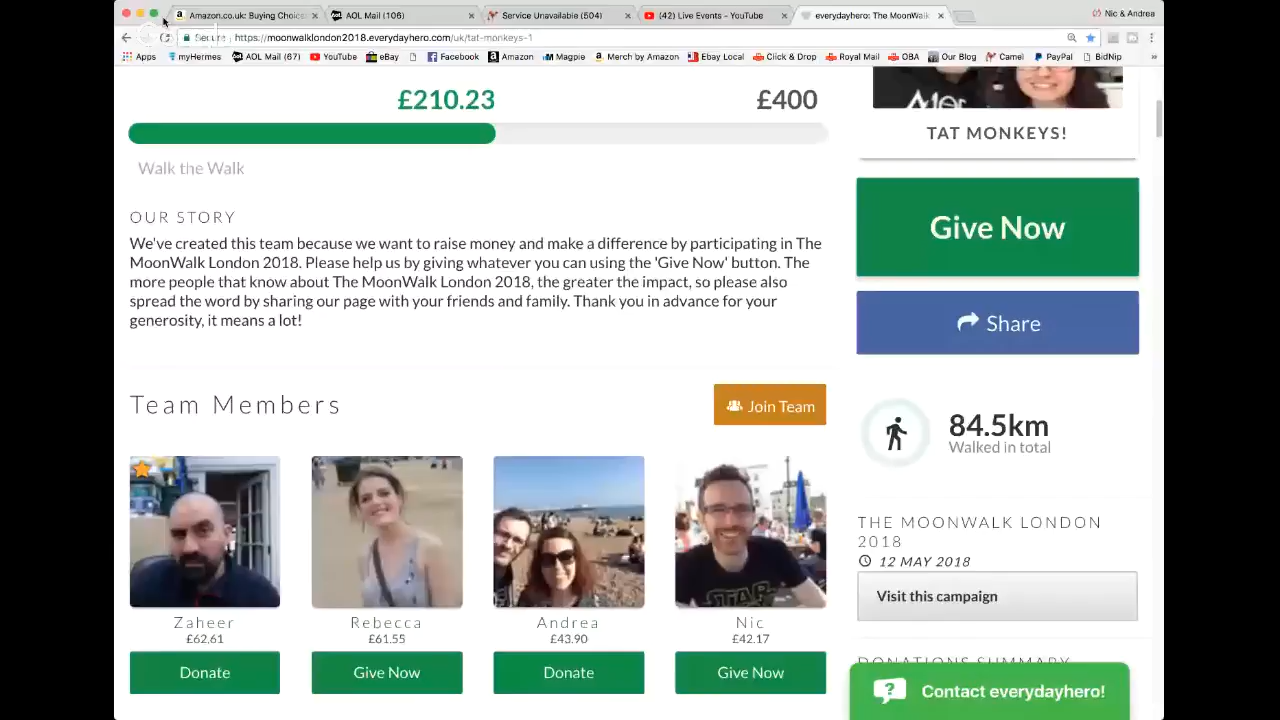 Amazon.co.uk: Buying Choice
AOL Mail (106)
Service Unavailable (504)
(42) Live Events - YouTube
everydayhero: The MoonWalk
Nic & Andrea
Secure
https://moonwalklondon2018.everydayhero.com/uk/tat-monkeys-1
Apps
myHermes
AOL Mail (67)
YouTube
eBay
Facebook
Amazon
Magpie
Merch by Amazon
Ebay Local
Click & Drop
Royal Mail
OBA
Our Blog
Camel
PayPal
BidNip
£210.23
£400
Walk the Walk
OUR STORY
We've created this team because we want to raise money and make a difference by participating in The
MoonWalk London 2018. Please help us by giving whatever you can using the 'Give Now' button. The
more people that know about The MoonWalk London 2018, the greater the impact, so please also
spread the word by sharing our page with your friends and family. Thank you in advance for your
generosity, it means a lot!
Team Members
Join Team
Zaheer
£62.61
Donate
Rebecca
£61.55
Give Now
Andrea
£43.90
Donate
STAR
Nic
£42.17
Give Now
TAT MONKEYS!
Give Now
Share
84.5km
Walked in total
THE MOONWALK LONDON
2018
12 MAY 2018
Visit this campaign
DONATIONS SUMMARY
Contact everydayhero!